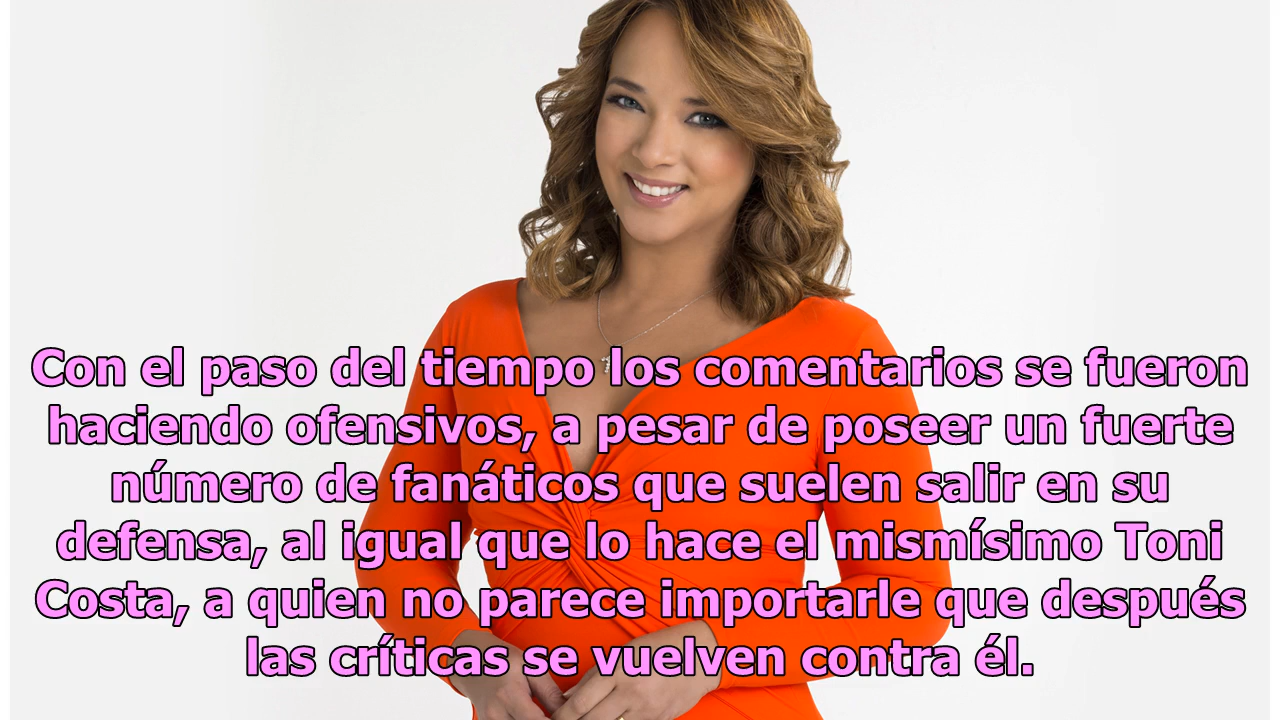 Con el paso del tiempo los comentarios se fueron
haciendo ofensivos, a pesar de poseer un fuerte
número de fanáticos que suelen salir en su
defensa, al igual que lo hace el mismísimo Toni
Costa, a quien no parece importarle que después
las críticas se vuelven contra él.